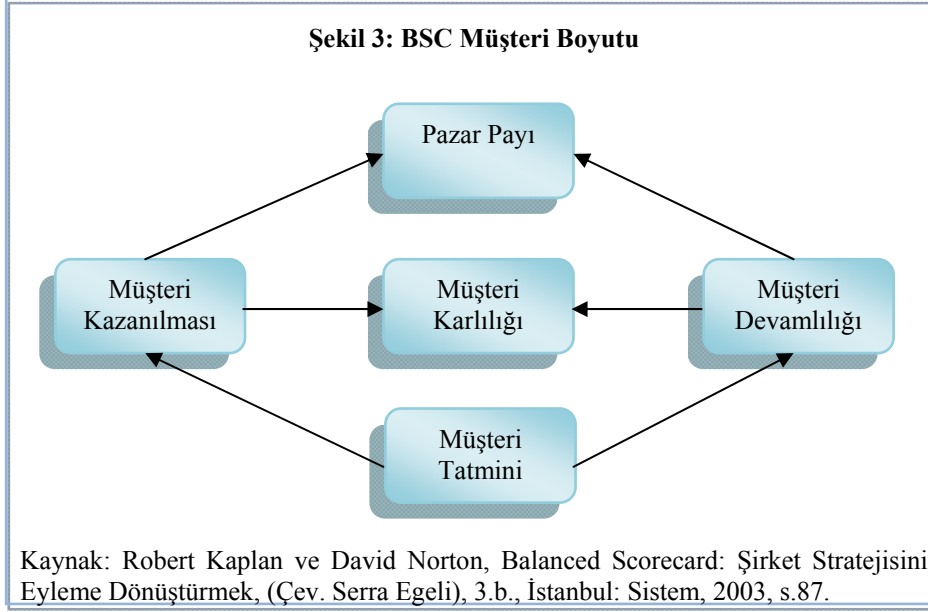 Şekil 3: BSC Müşteri Boyutu
Pazar Payı
Müşteri
Kazanılması
Müşteri
Karlılığı
Müşteri
Devamlılığı
Müşteri
Tatmini
Kaynak: Robert Kaplan ve David Norton, Balanced Scorecard: Şirket Stratejisini
Eyleme Dönüştürmek, (Çev. Serra Egeli), 3.b., İstanbul: Sistem, 2003, s.87.